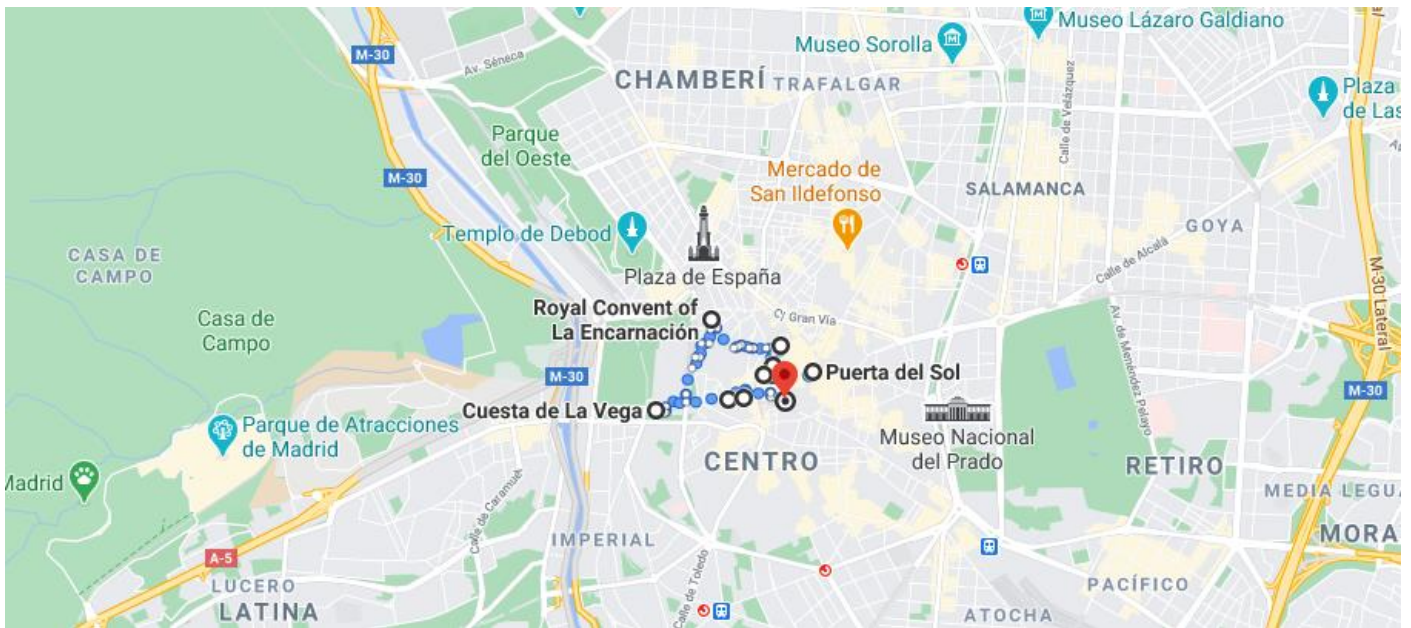 Museo Lázaro Galdiano
Museo Sorolla
M-30
Av. Séneca
CHAMBERÍ
TRAFALGAR
Calle de Velázquez
Plaza
de Las
Parque
del Oeste
M-30
Mercado de
San Ildefonso
SALAMANCA
GOYA
Templo de Debod
CASA DE
CAMPO
Plaza de España
Calle de Alcalá
M-30 Lateral
Royal Convent of
La Encarnación
C/ Gran Vía
Casa de
Campo
Av. de Menéndez Pelayo
M-30
Puerta del Sol
M-30
Cuesta de La Vega
Parque de Atracciones
de Madrid
Museo Nacional
del Prado
CENTRO
RETIRO
Madrid
MEDIA LEGUA
Calle de Caramuel
IMPERIAL
MORA
A-5
LUCERO
LATINA
Calle de Toledo
PACÍFICO
ATOCHA